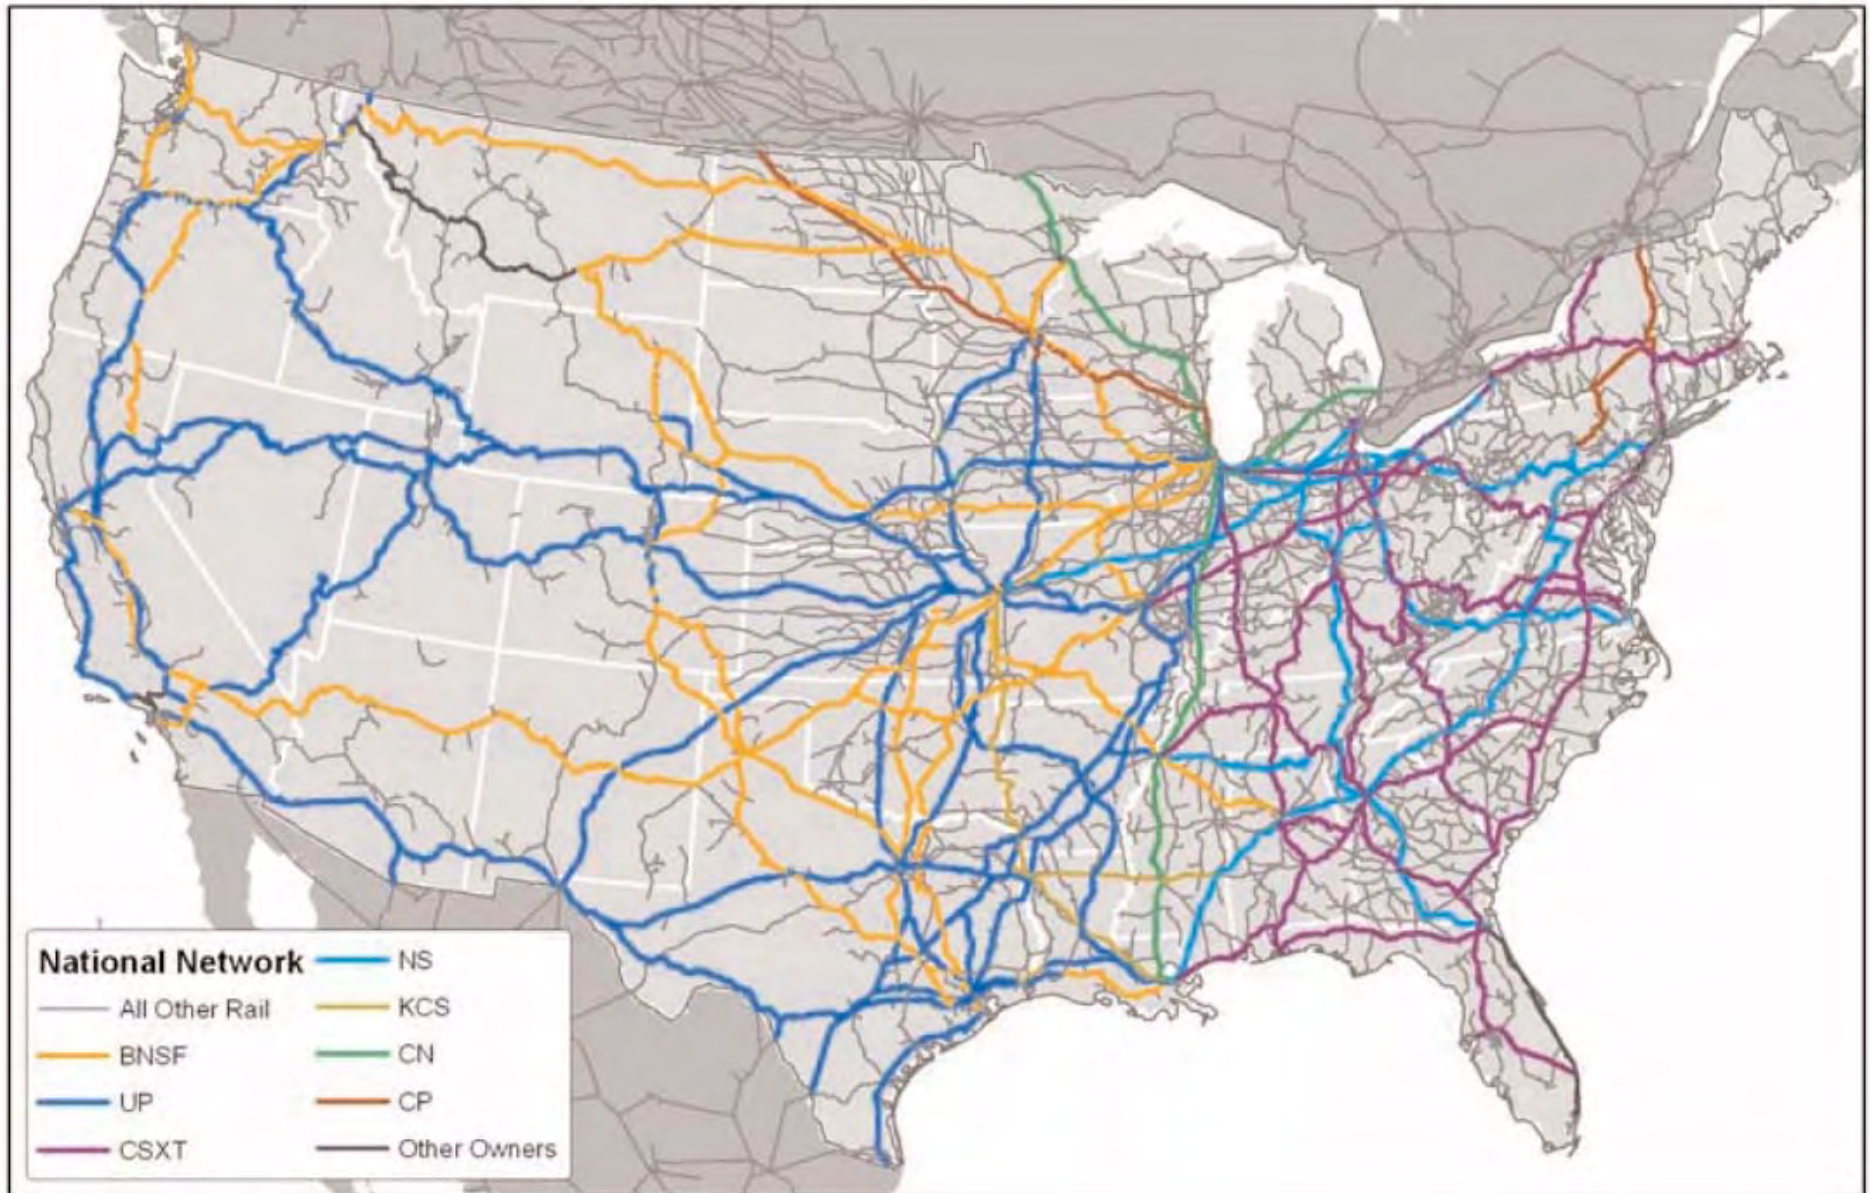 National Network
All Other Rail
BNSF
UP
CSXT
NS
KCS
CN
CP
Other Owners